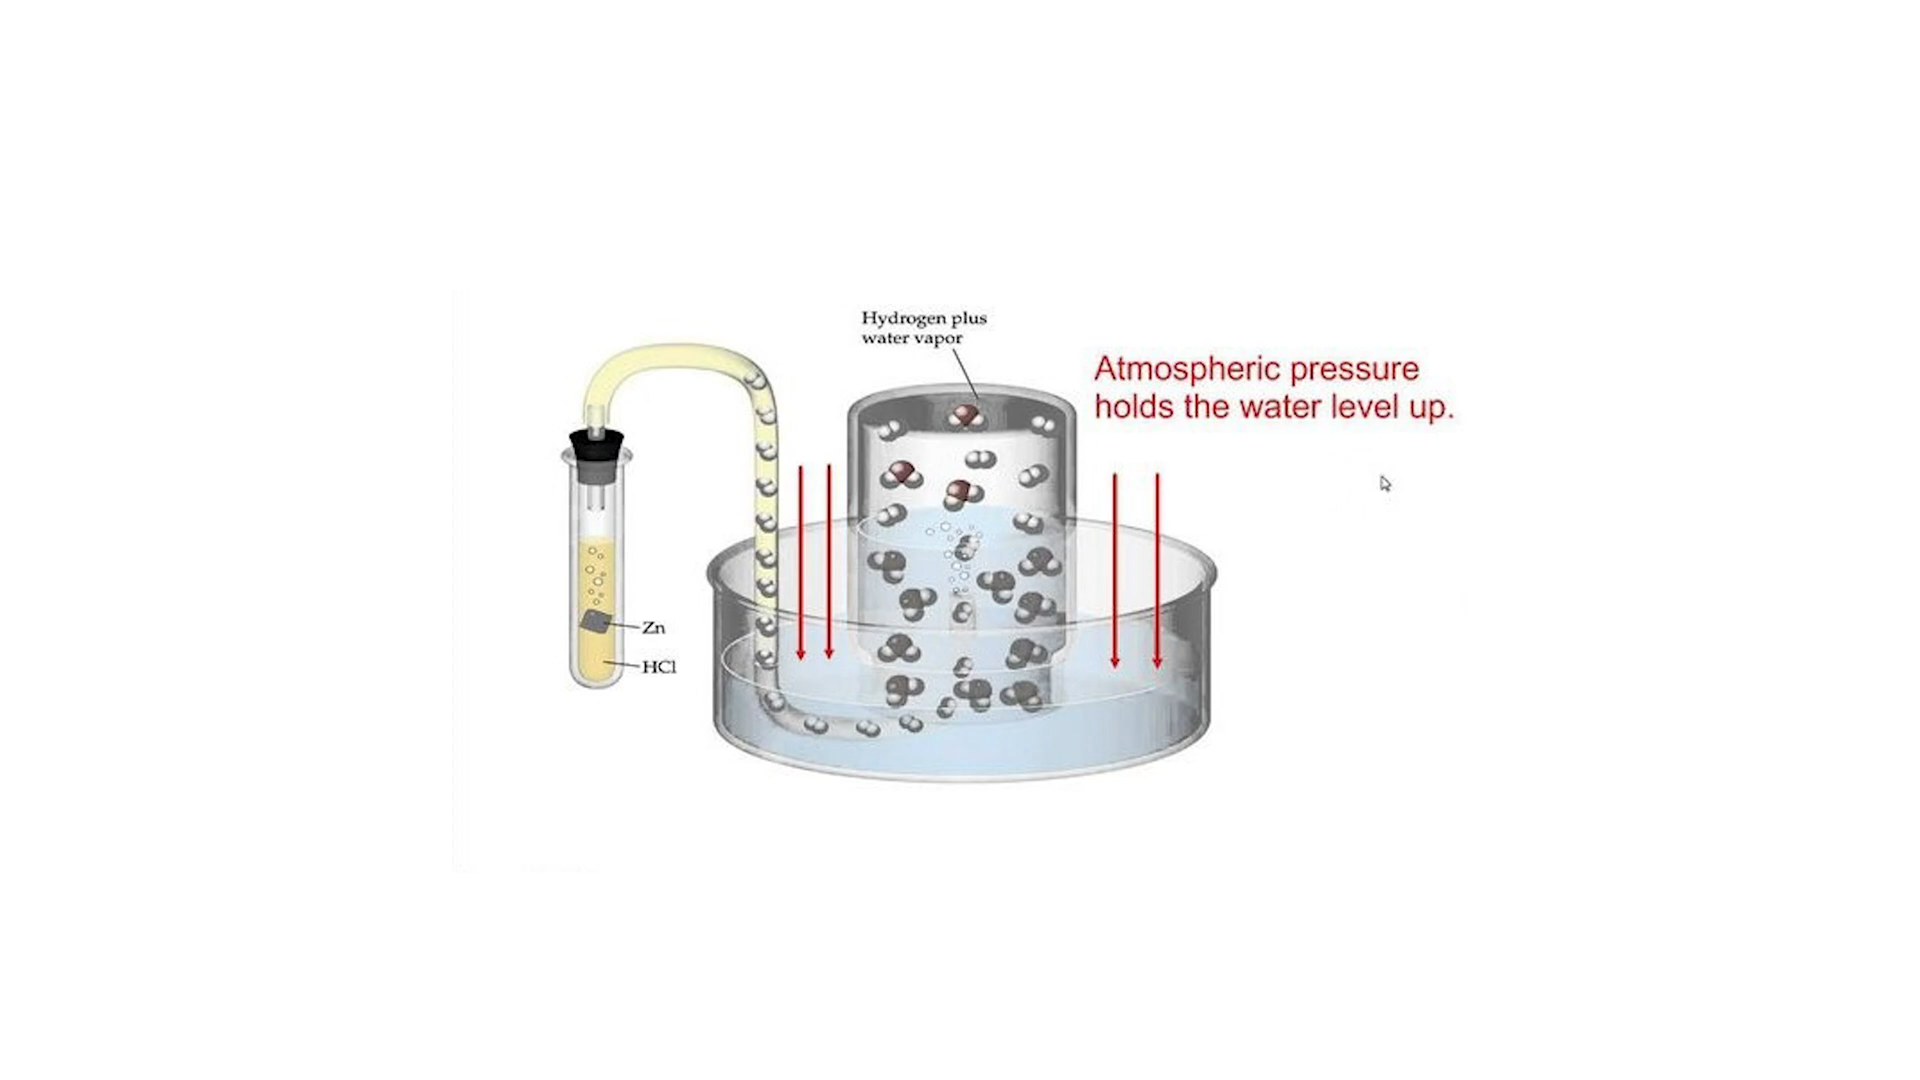 Hydrogen plus
water vapor
Atmospheric pressure
holds the water level up.
Zn
HCl